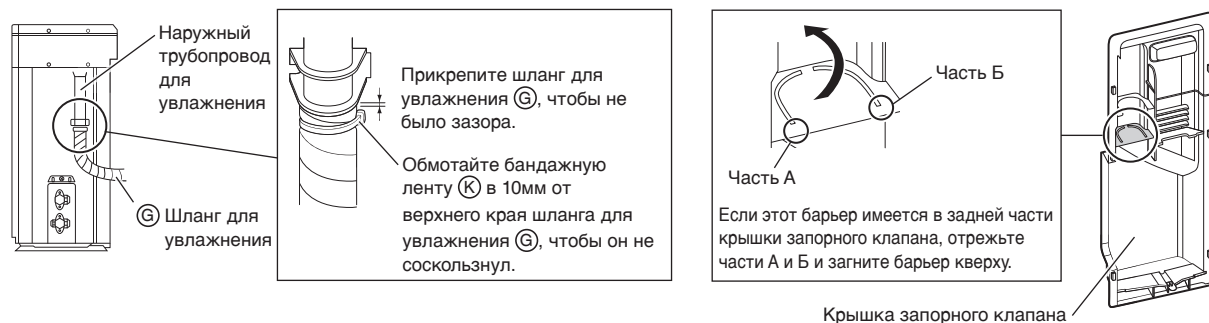 Наружный
трубопровод
для
увлажнения
Ⓖ Шланг для
увлажнения
Прикрепите шланг для
увлажнения Ⓖ, чтобы не
было зазора.
Обмотайте бандажную
ленту Ⓚ в 10мм от
верхнего края шланга для
увлажнения Ⓖ, чтобы он не
соскользнул.
Часть Б
Часть А
Если этот барьер имеется в задней части
крышки запорного клапана, отрежьте
части А и Б и загните барьер кверху.
Крышка запорного клапана